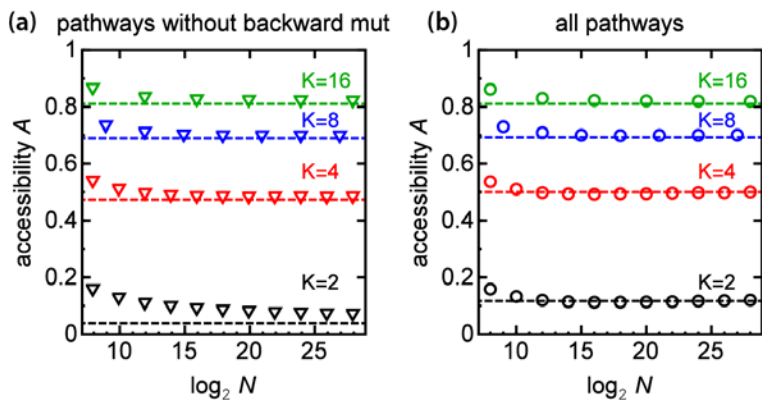 (a) pathways without backward mut
1
0.8
0.6
0.4
0.2
0
accessibility A
K=16
K=8
K=4
K=2
10 15 20 25
log₂ N
(b) all pathways
1
0.8
0.6
0.4
0.2
0
accessibility A
K=16
K=8
K=4
K=2
10 15 20 25
log₂ N